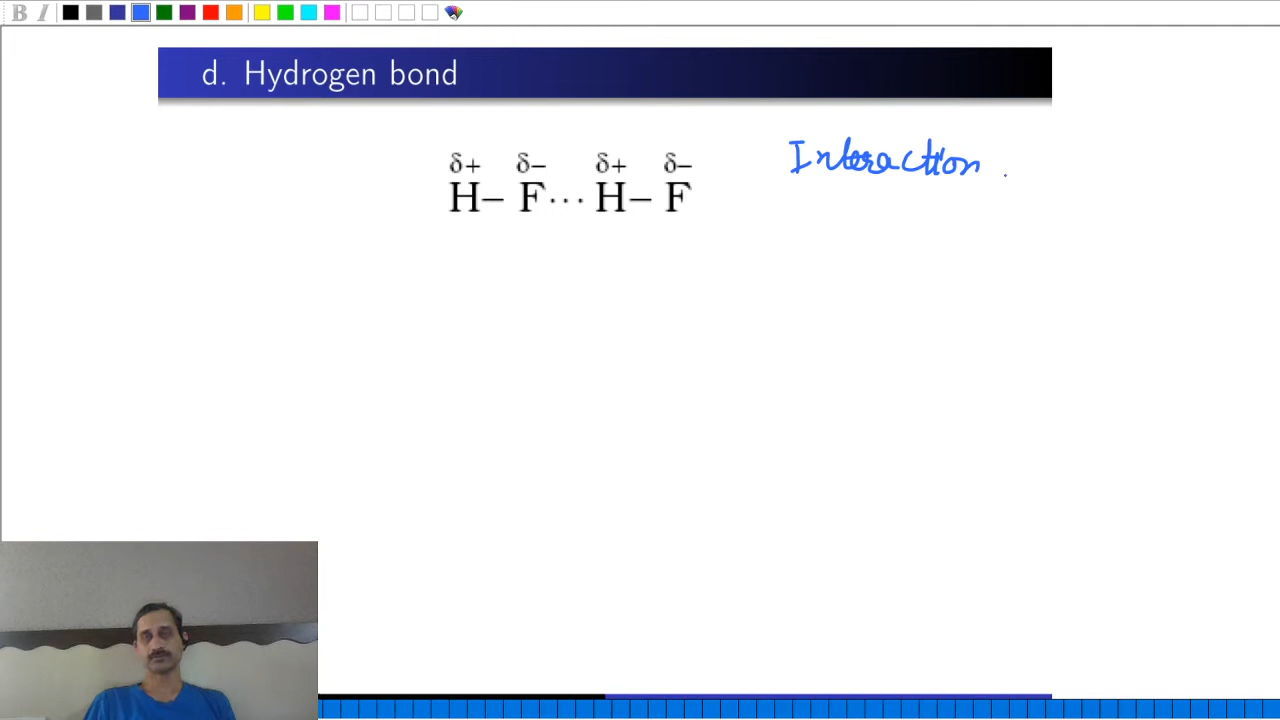 B I
d. Hydrogen bond
δ+ δ− δ+ δ−
H− F··· H− F
Interaction